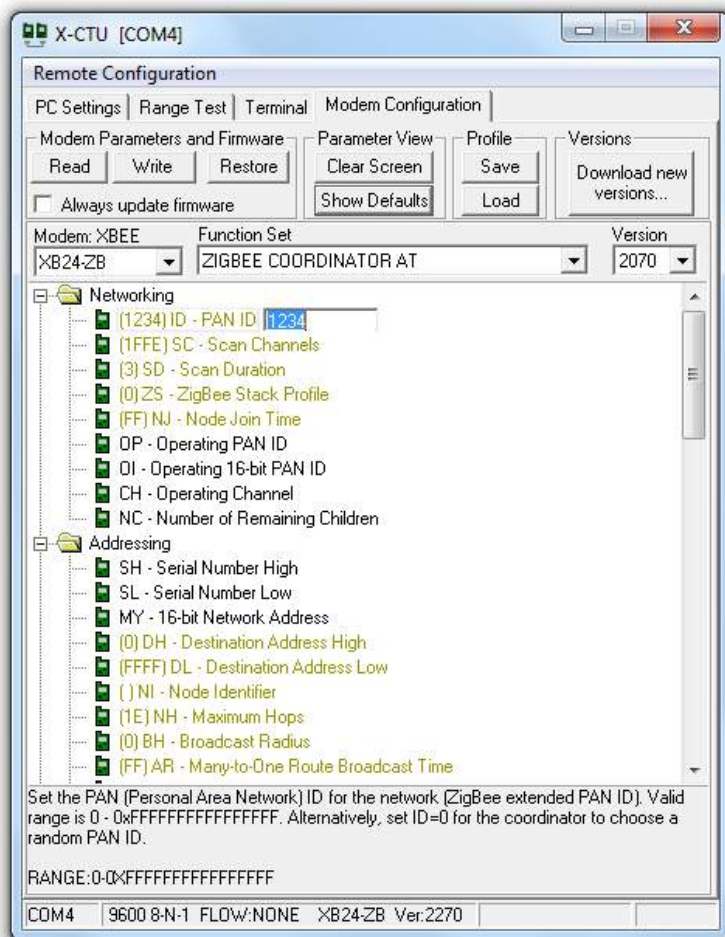 X-CTU [COM4]
Remote Configuration
PC Settings Range Test Terminal Modem Configuration
Modem Parameters and Firmware Parameter View Profile Versions
Read Write Restore Clear Screen Save Download new
versions...
Always update firmware Show Defaults Load
Modem: XBEE Function Set Version
XB24-ZB ZIGBEE COORDINATOR AT 2070
Networking
(1234) ID - PAN ID 1234
(1FFE) SC - Scan Channels
(3) SD - Scan Duration
(0) ZS - ZigBee Stack Profile
(FF) NJ - Node Join Time
OP - Operating PAN ID
OI - Operating 16-bit PAN ID
CH - Operating Channel
NC - Number of Remaining Children
Addressing
SH - Serial Number High
SL - Serial Number Low
MY - 16-bit Network Address
(0) DH - Destination Address High
(FFFF) DL - Destination Address Low
( ) NI - Node Identifier
(1E) NH - Maximum Hops
(0) BH - Broadcast Radius
(FF) AR - Many-to-One Route Broadcast Time
Set the PAN (Personal Area Network) ID for the network (ZigBee extended PAN ID). Valid
range is 0 - 0xFFFFFFFFFFFFFFFF. Alternatively, set ID=0 for the coordinator to choose a
random PAN ID.
RANGE:0-0XFFFFFFFFFFFFFFFF
COM4 9600 8-N-1 FLOW:NONE XB24-ZB Ver:2270